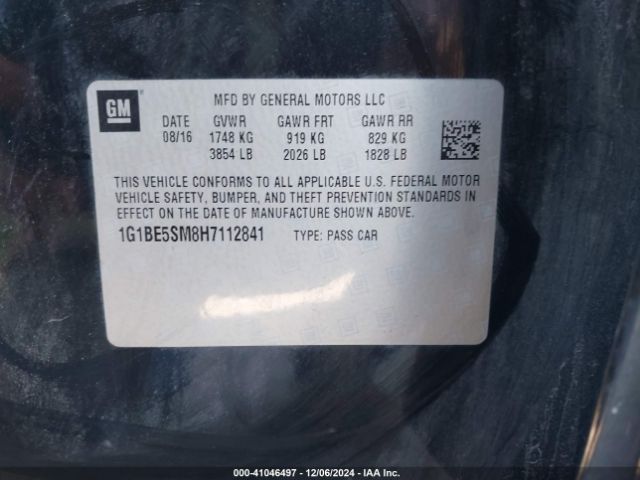 GM
MFD BY GENERAL MOTORS LLC
DATE GVWR GAWR FRT GAWR RR
08/16 1748 KG 919 KG 829 KG
3854 LB 2026 LB 1828 LB
THIS VEHICLE CONFORMS TO ALL APPLICABLE U.S. FEDERAL MOTOR
VEHICLE SAFETY, BUMPER, AND THEFT PREVENTION STANDARDS IN
EFFECT ON THE DATE OF MANUFACTURE SHOWN ABOVE.
1G1BE5SM8H7112841 TYPE: PASS CAR
000-41046497 - 12/06/2024 - IAA Inc.